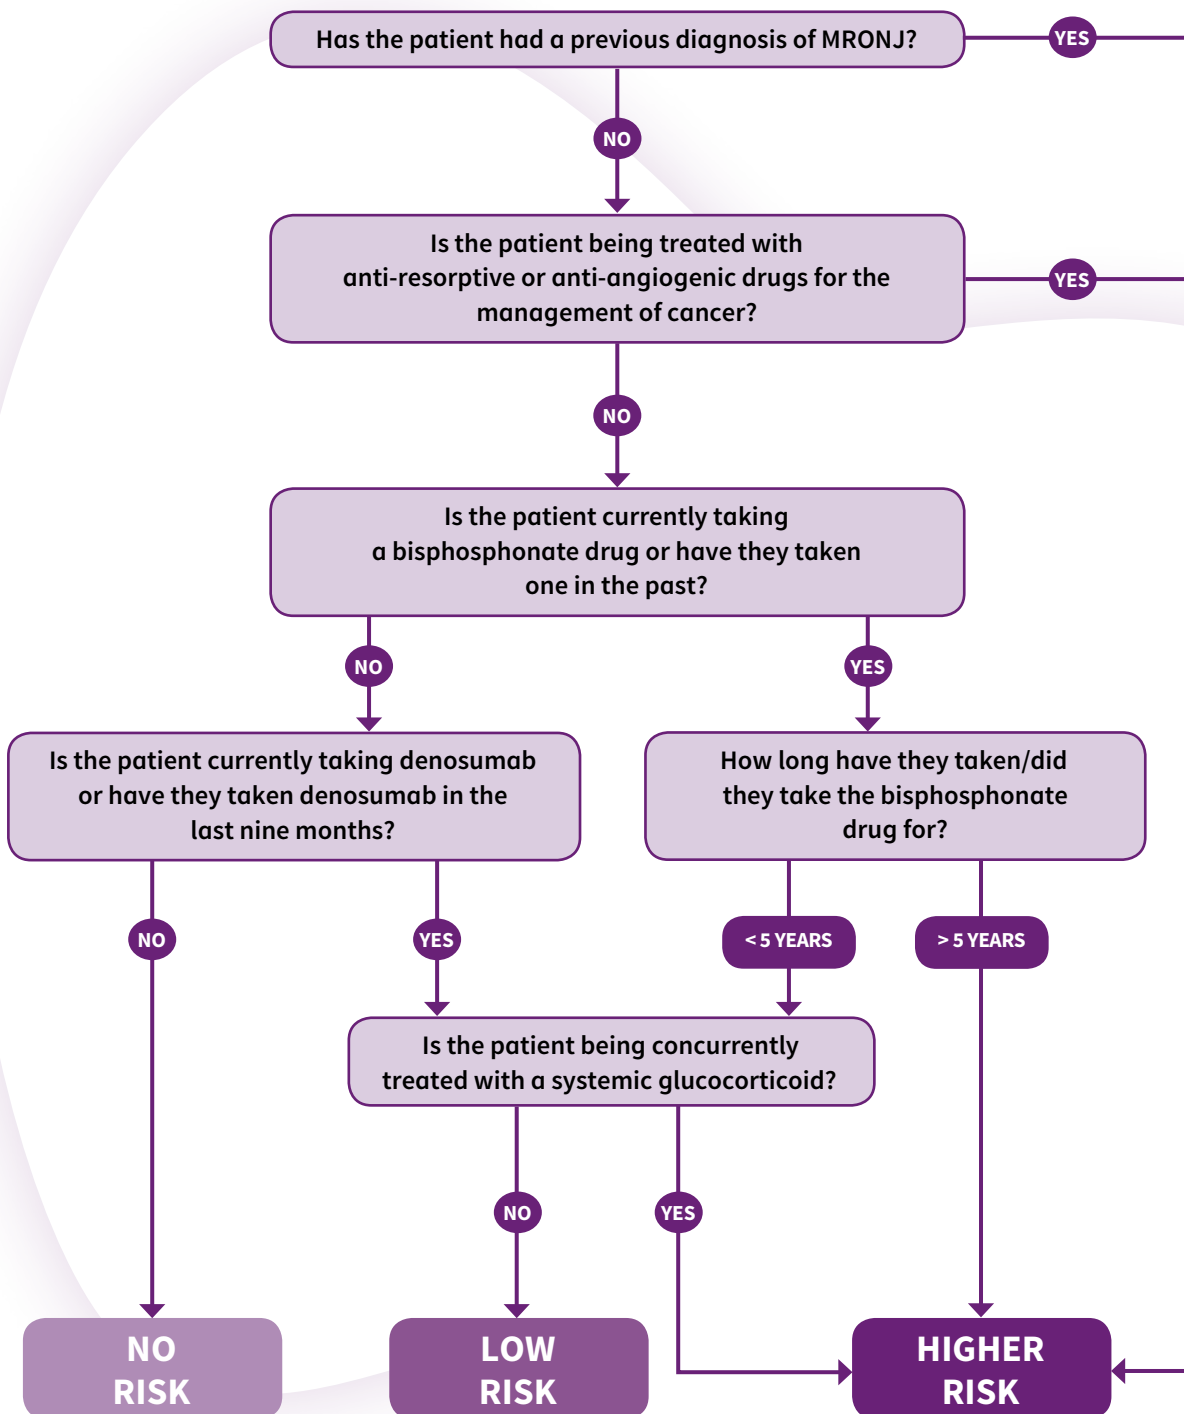 Has the patient had a previous diagnosis of MRONJ?
YES
NO
Is the patient being treated with
anti-resorptive or anti-angiogenic drugs for the
management of cancer?
YES
NO
Is the patient currently taking
a bisphosphonate drug or have they taken
one in the past?
NO
YES
Is the patient currently taking denosumab
or have they taken denosumab in the
last nine months?
How long have they taken/did
they take the bisphosphonate
drug for?
NO
YES
< 5 YEARS
> 5 YEARS
Is the patient being concurrently
treated with a systemic glucocorticoid?
NO
YES
NO
RISK
LOW
RISK
HIGHER
RISK